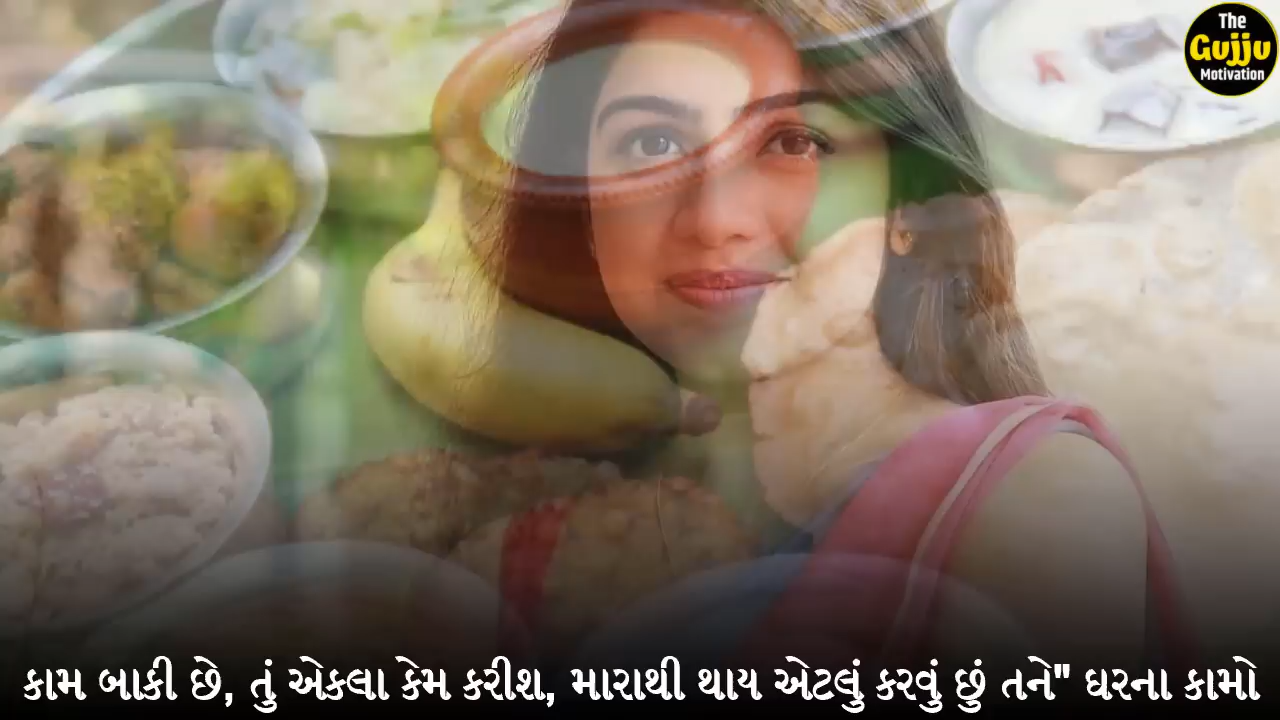 The
Gujju
Motivation
કામ બાકી છે, તું એકલા કેમ કરીશ, મારાથી થાય એટલું કરવું છું તને" ઘરના કામો